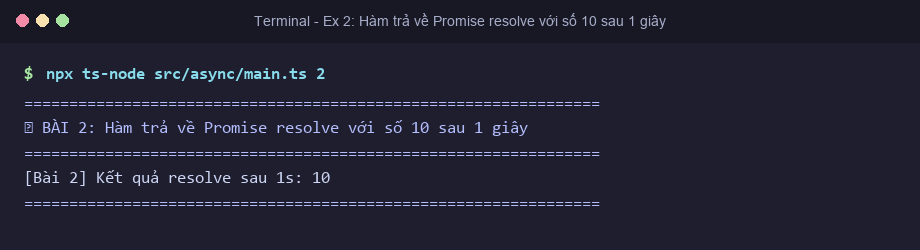 Terminal - Ex 2: Hàm trả về Promise resolve với số 10 sau 1 giây
$ npx ts-node src/async/main.ts 2
================================================================
BÀI 2: Hàm trả về Promise resolve với số 10 sau 1 giây
================================================================
[Bài 2] Kết quả resolve sau 1s: 10
================================================================